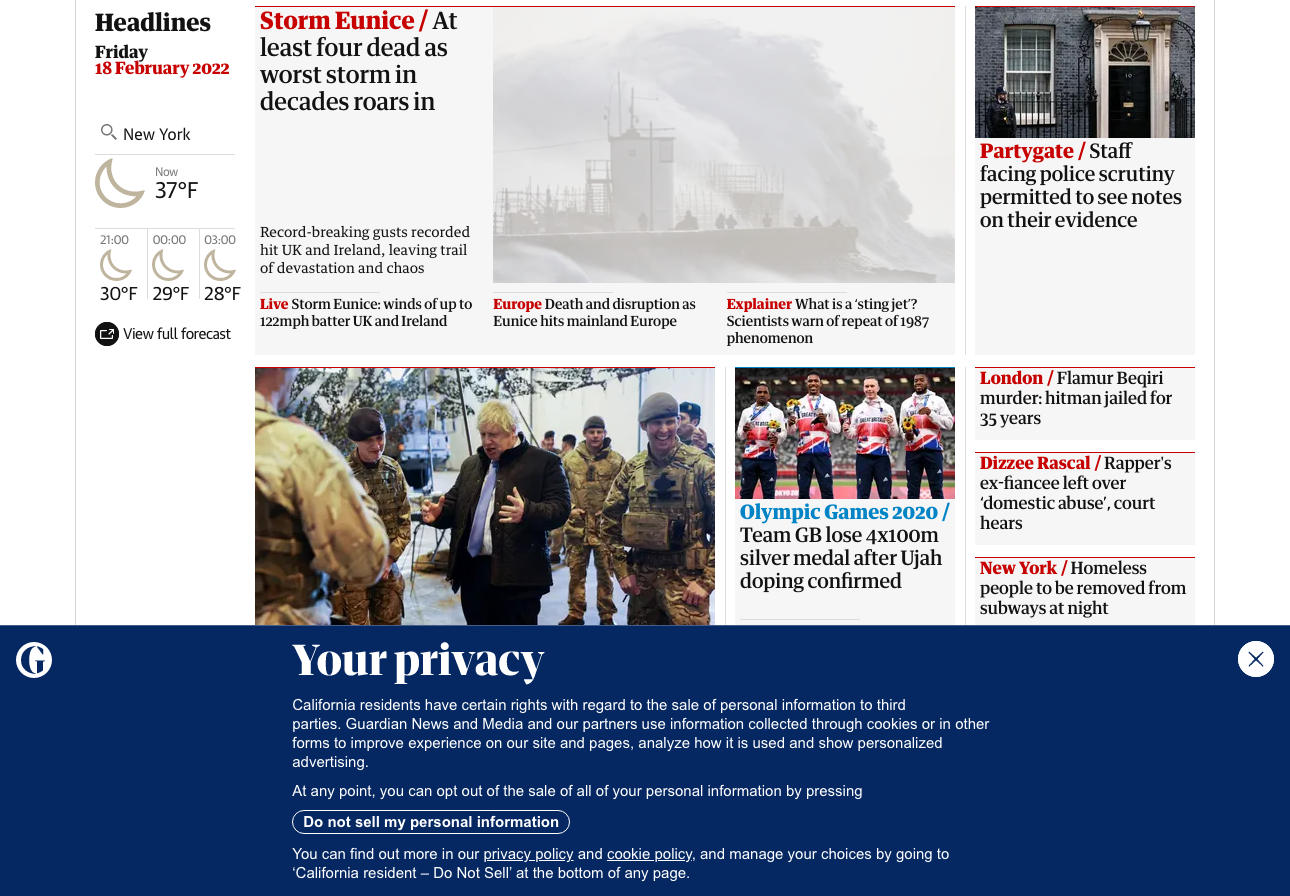 Headlines
Friday
18 February 2022
New York
Now
37°F
21:00
30°F
00:00
29°F
03:00
28°F
View full forecast
Storm Eunice / At
least four dead as
worst storm in
decades roars in
Record-breaking gusts recorded
hit UK and Ireland, leaving trail
of devastation and chaos
Live Storm Eunice: winds of up to
122mph batter UK and Ireland
Europe Death and disruption as
Eunice hits mainland Europe
Explainer What is a ‘sting jet’?
Scientists warn of repeat of 1987
phenomenon
10
Partygate / Staff
facing police scrutiny
permitted to see notes
on their evidence
Olympic Games 2020 /
Team GB lose 4x100m
silver medal after Ujah
doping confirmed
London / Flamur Beqiri
murder: hitman jailed for
35 years
Dizzee Rascal / Rapper's
ex-fiancee left over
‘domestic abuse’, court
hears
New York / Homeless
people to be removed from
subways at night
Your privacy
California residents have certain rights with regard to the sale of personal information to third
parties. Guardian News and Media and our partners use information collected through cookies or in other
forms to improve experience on our site and pages, analyze how it is used and show personalized
advertising.
At any point, you can opt out of the sale of all of your personal information by pressing
Do not sell my personal information
You can find out more in our privacy policy and cookie policy, and manage your choices by going to
‘California resident – Do Not Sell’ at the bottom of any page.